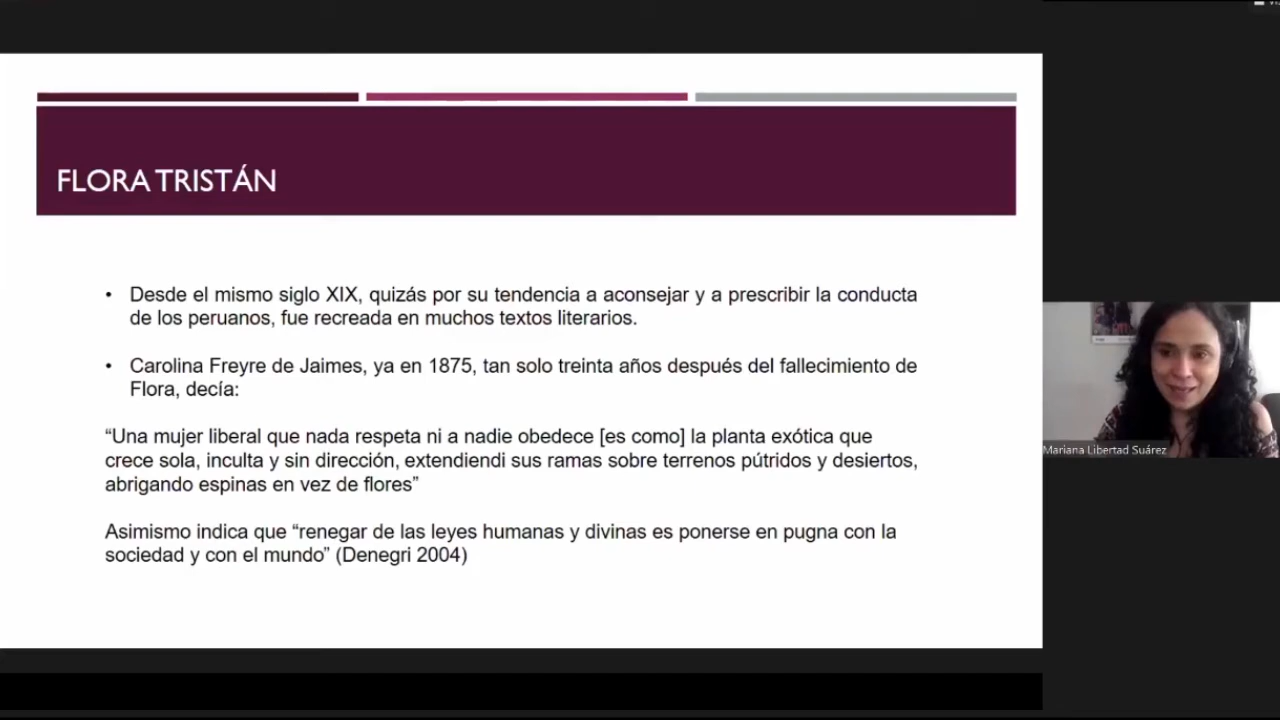 FLORA TRISTÁN
• Desde el mismo siglo XIX, quizás por su tendencia a aconsejar y a prescribir la conducta
de los peruanos, fue recreada en muchos textos literarios.
• Carolina Freyre de Jaimes, ya en 1875, tan solo treinta años después del fallecimiento de
Flora, decía:
“Una mujer liberal que nada respeta ni a nadie obedece [es como] la planta exótica que
crece sola, inculta y sin dirección, extendiendi sus ramas sobre terrenos pútridos y desiertos,
abrigando espinas en vez de flores”
Asimismo indica que “renegar de las leyes humanas y divinas es ponerse en pugna con la
sociedad y con el mundo” (Denegri 2004)
Mariana Libertad Suárez